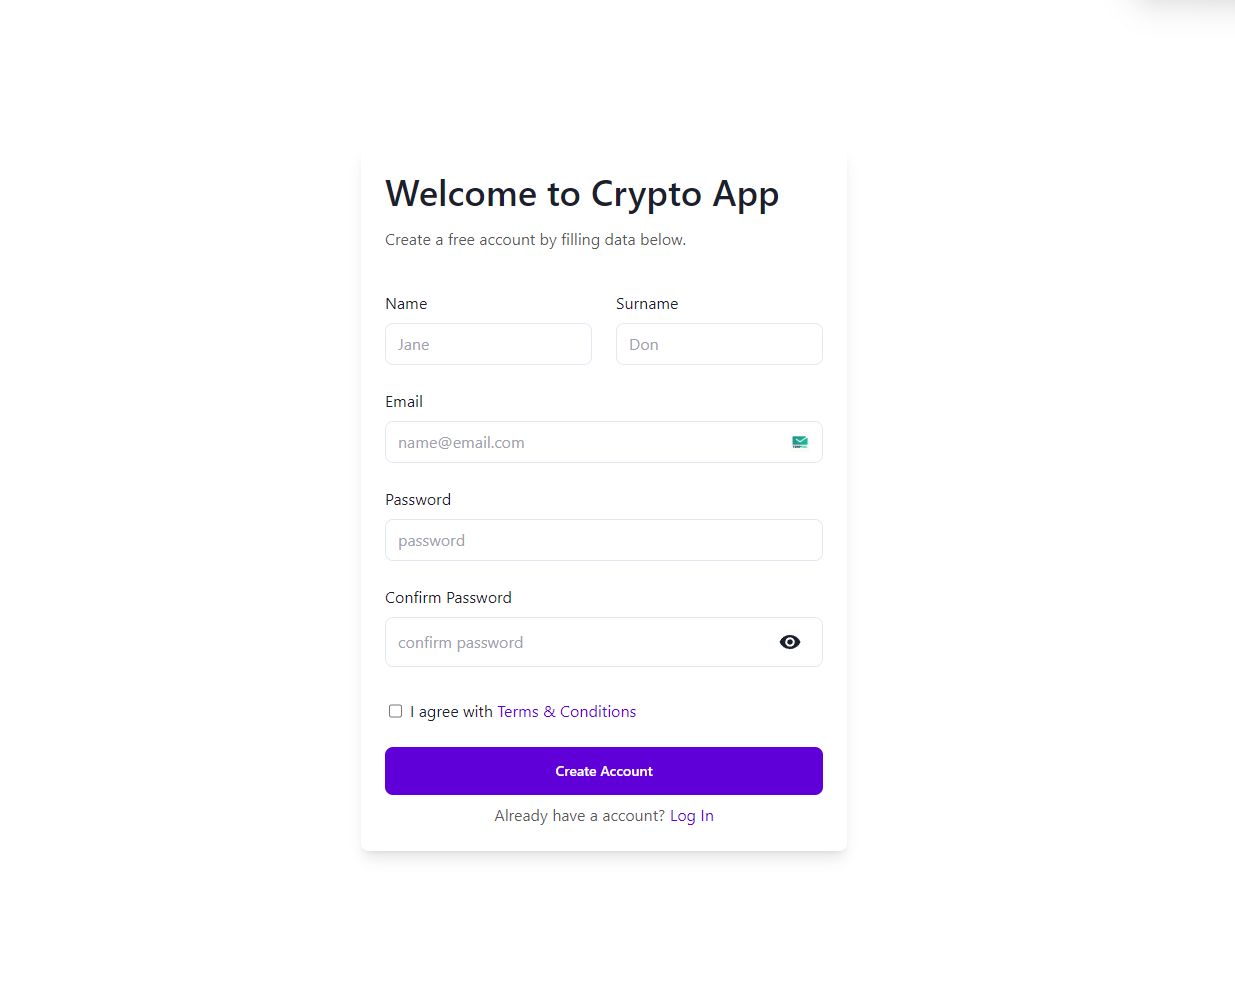 Welcome to Crypto App
Create a free account by filling data below.
Name
Surname
Jane
Don
Email
name@email.com
Password
password
Confirm Password
confirm password
I agree with Terms & Conditions
Create Account
Already have a account? Log In